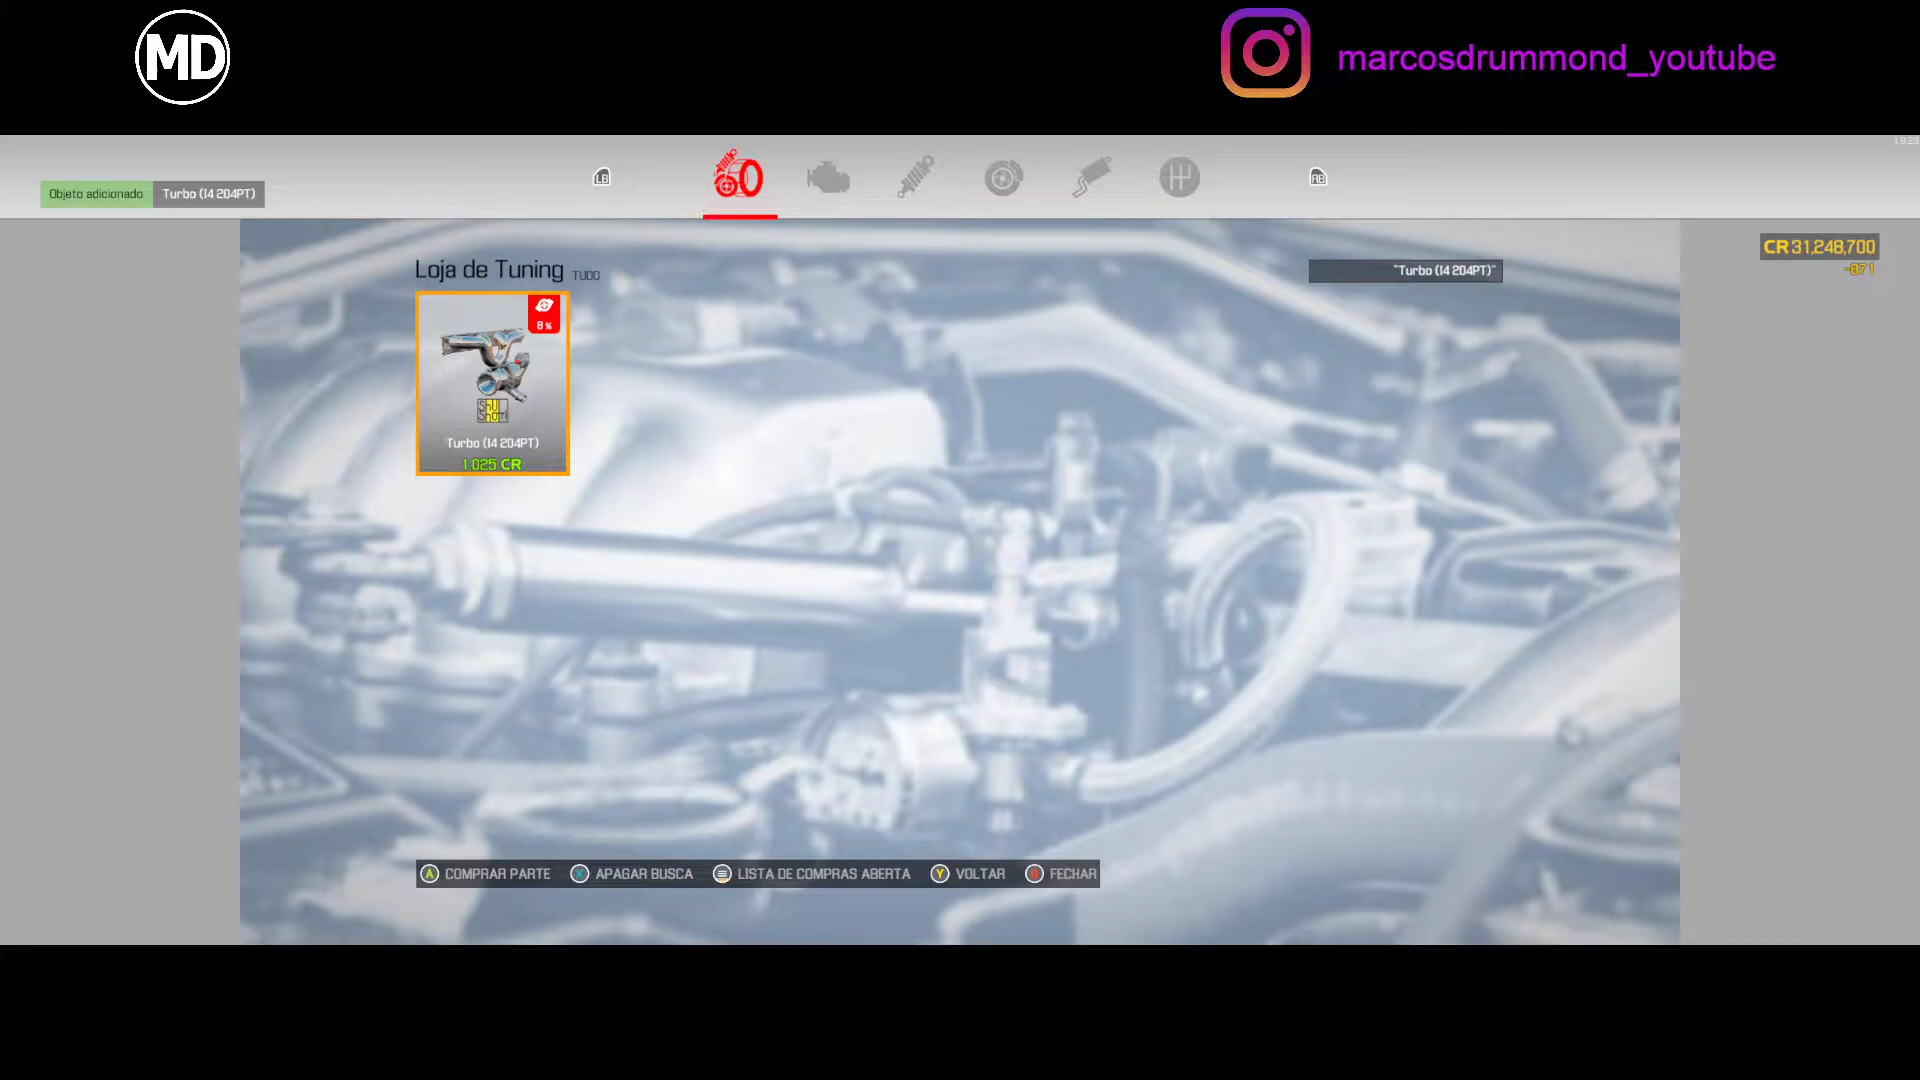 MD
marcosdrummond_youtube
LB
RB
Objeto adicionado Turbo (I4 204PT)
CR 31,248,700
-871
Loja de Tuning TUDO
"Turbo (I4 204PT)"
8 %
Turbo (I4 204PT)
1,025 CR
A COMPRAR PARTE X APAGAR BUSCA LISTA DE COMPRAS ABERTA Y VOLTAR B FECHAR